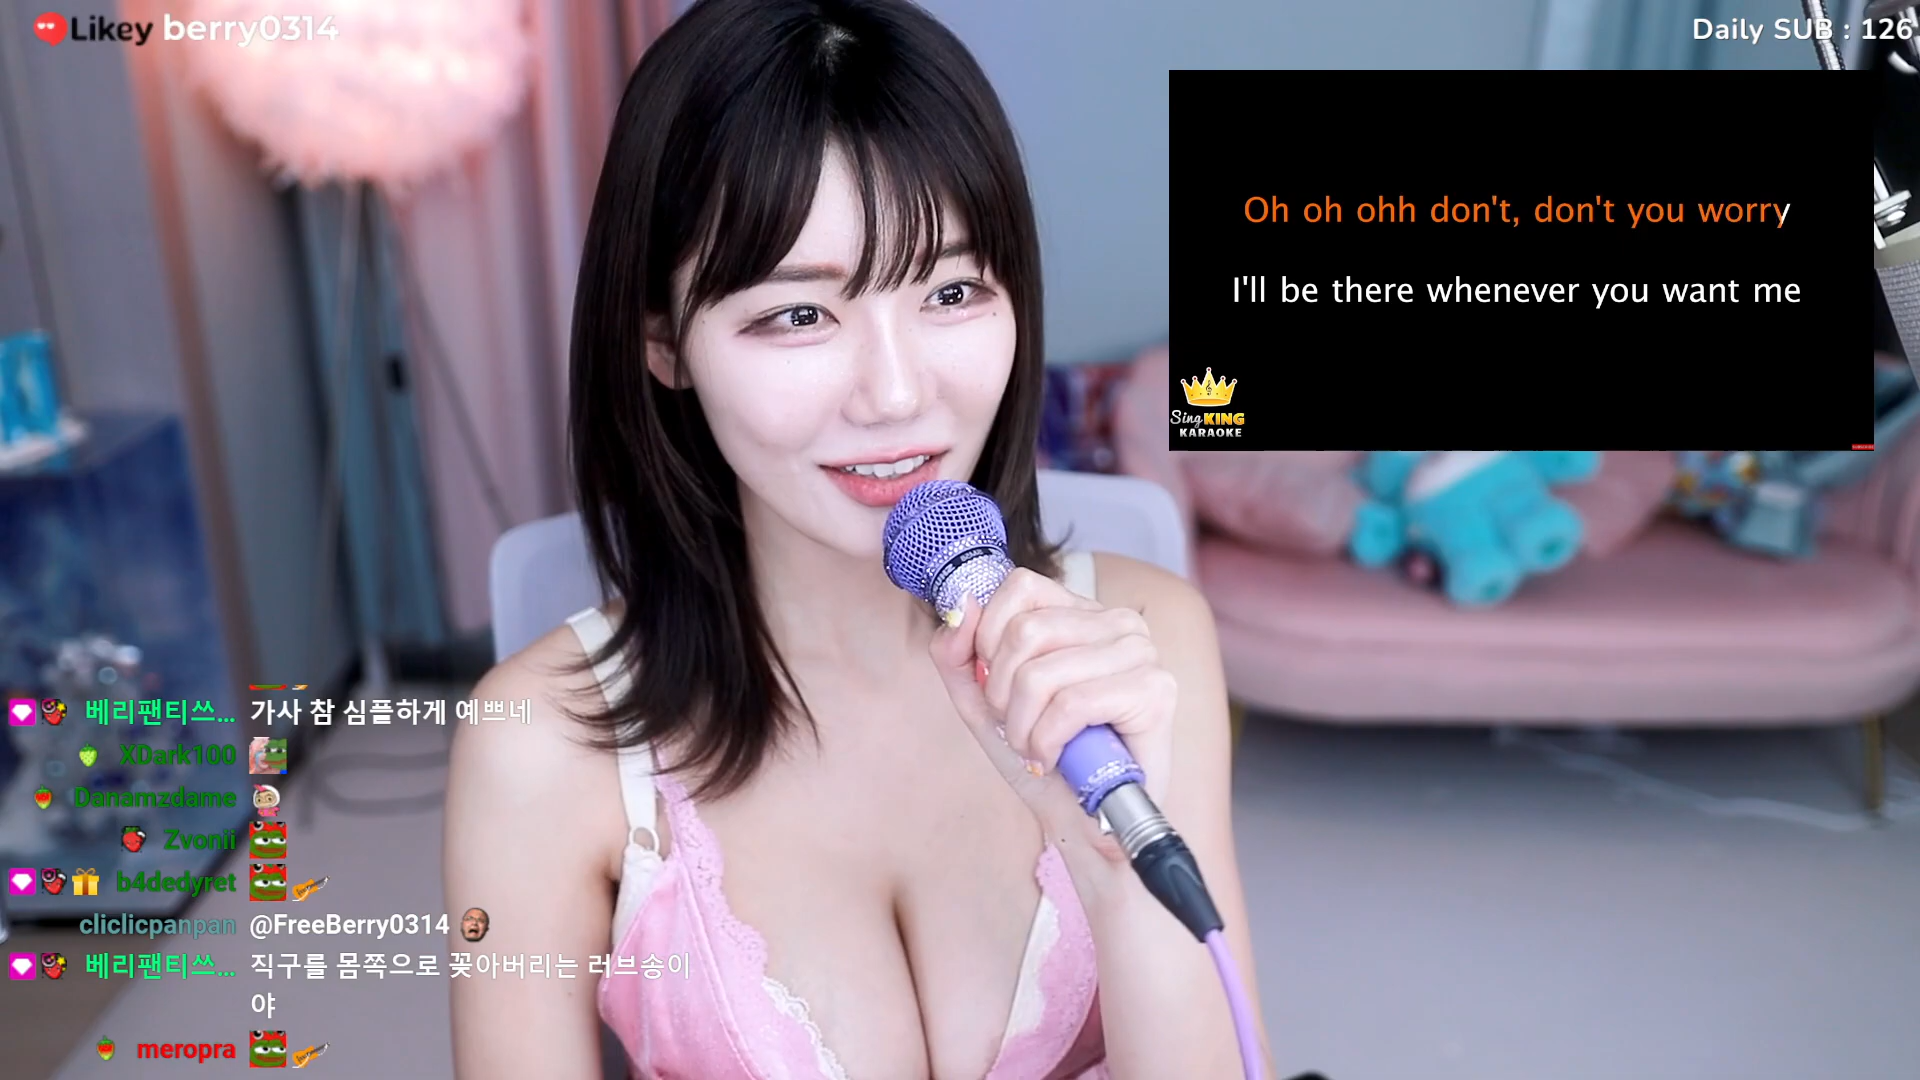 Likey berry0314
Daily SUB : 126
Oh oh ohh don't, don't you worry
I'll be there whenever you want me
Sing KING
KARAOKE
베리팬티쓰... 가사 참 심플하게 예쁘네
XDark100
Danamzdame
Zvonii
b4dedyret
cliclicpanpan @FreeBerry0314
베리팬티쓰... 직구를 몸쪽으로 꽂아버리는 러브송이
야
meropra